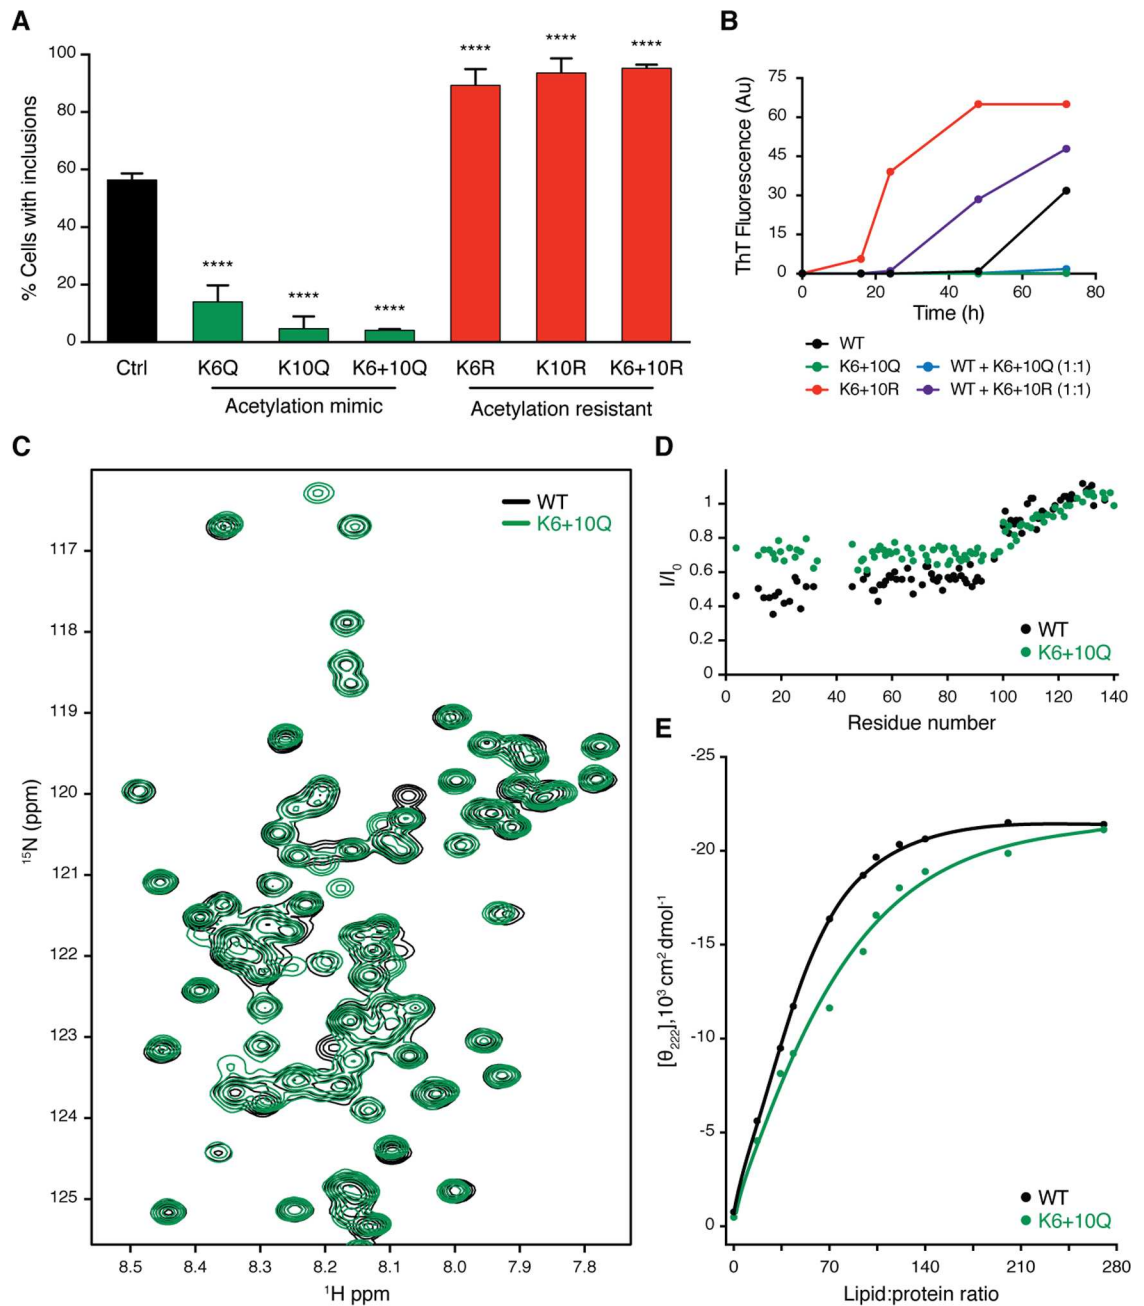 A
% Cells with inclusions
100
80
60
40
20
0
**** **** **** **** **** ****
Ctrl K6Q K10Q K6+10Q K6R K10R K6+10R
Acetylation mimic Acetylation resistant
B
ThT Fluorescence (Au)
75
60
45
30
15
0
0 20 40 60 80
Time (h)
WT
K6+10Q WT + K6+10Q (1:1)
K6+10R WT + K6+10R (1:1)
C
WT
K6+10Q
¹⁵N (ppm)
117
118
119
120
121
122
123
124
125
8.5 8.4 8.3 8.2 8.1 8.0 7.9 7.8
¹H ppm
D
I/I₀
1
0.8
0.6
0.4
0.2
0
WT
K6+10Q
0 20 40 60 80 100 120 140
Residue number
E
[θ₂₂₂],10³ cm² dmol⁻¹
-25
-20
-15
-10
-5
0
WT
K6+10Q
0 70 140 210 280
Lipid:protein ratio